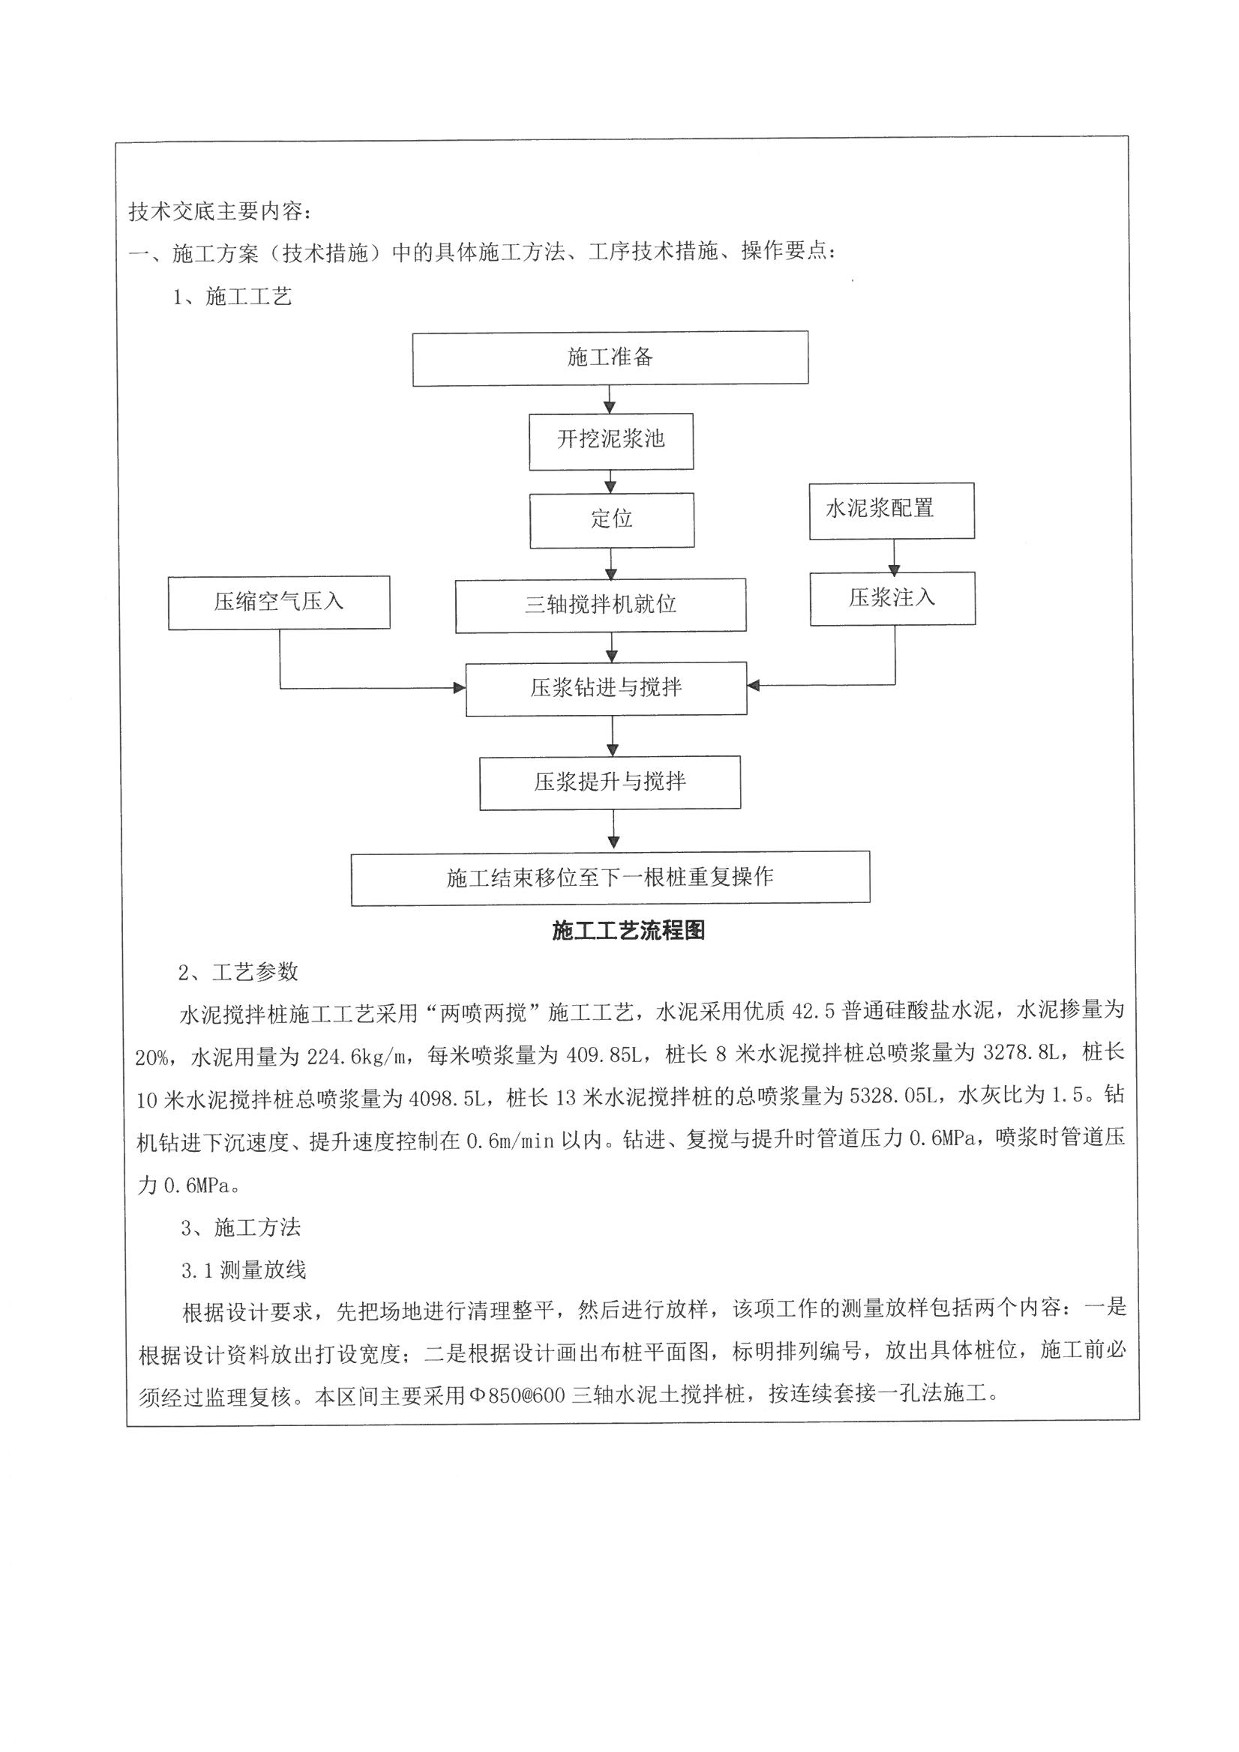 技术交底主要内容：
一、施工方案（技术措施）中的具体施工方法、工序技术措施、操作要点：
1、施工工艺
施工准备
开挖泥浆池
定位
水泥浆配置
压缩空气压入
三轴搅拌机就位
压浆注入
压浆钻进与搅拌
压浆提升与搅拌
施工结束移位至下一根桩重复操作
施工工艺流程图
2、工艺参数
水泥搅拌桩施工工艺采用“两喷两搅”施工工艺，水泥采用优质 42.5 普通硅酸盐水泥，水泥掺量为
20%，水泥用量为 224.6kg/m，每米喷浆量为 409.85L，桩长 8 米水泥搅拌桩总喷浆量为 3278.8L，桩长
10 米水泥搅拌桩总喷浆量为 4098.5L，桩长 13 米水泥搅拌桩的总喷浆量为 5328.05L，水灰比为 1.5。钻
机钻进下沉速度、提升速度控制在 0.6m/min 以内。钻进、复搅与提升时管道压力 0.6MPa，喷浆时管道压
力 0.6MPa。
3、施工方法
3.1 测量放线
根据设计要求，先把场地进行清理整平，然后进行放样，该项工作的测量放样包括两个内容：一是
根据设计资料放出打设宽度；二是根据设计画出布桩平面图，标明排列编号，放出具体桩位，施工前必
须经过监理复核。本区间主要采用Φ850@600 三轴水泥土搅拌桩，按连续套接一孔法施工。